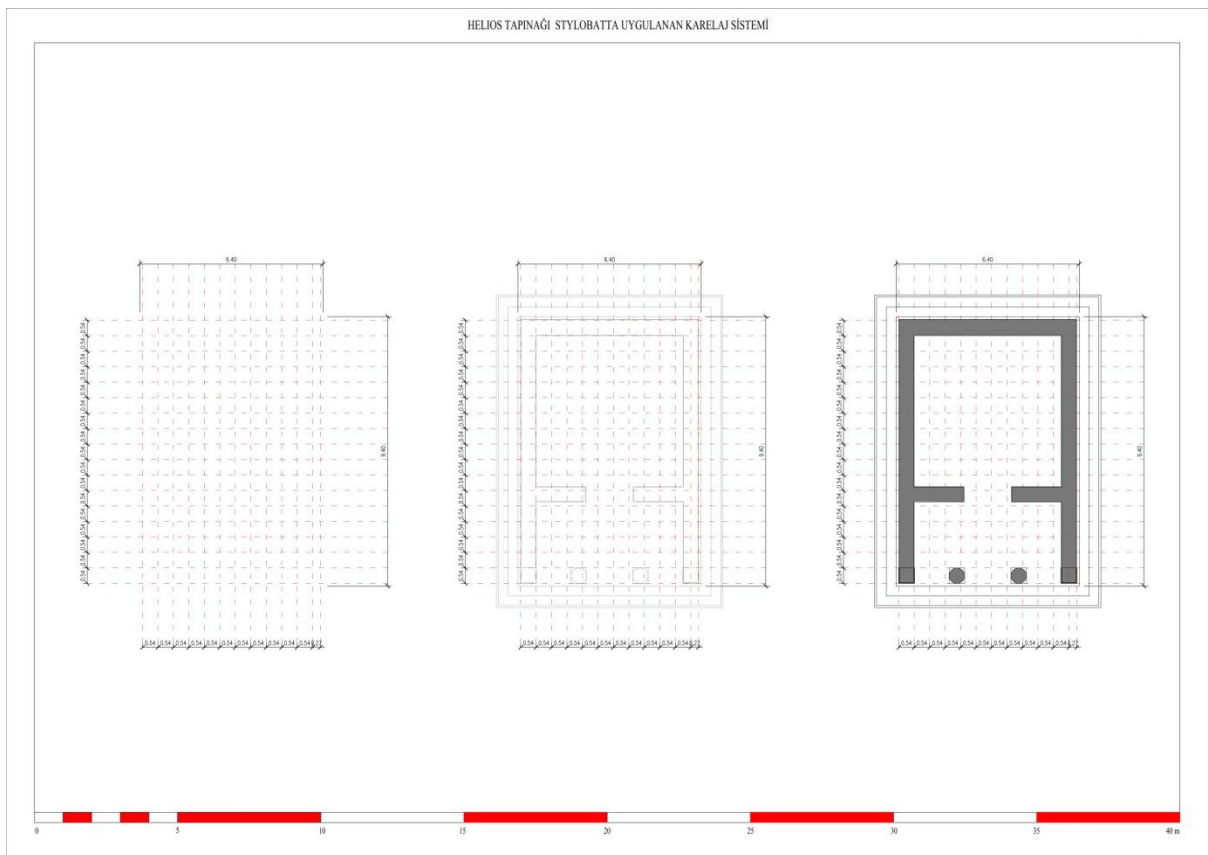 HELIOS TAPINAĞI STYLOBATTA UYGULANAN KARELAJ SİSTEMİ
6.40
6.40
6.40
0,54 0,54 0,54 0,54 0,54 0,54 0,54 0,54 0,54 0,54 0,54 0,54 0,54 0,54 0,54 0,54 0,54
9.40
0,54 0,54 0,54 0,54 0,54 0,54 0,54 0,54 0,54 0,54 0,54 0,54 0,54 0,54 0,54 0,54 0,54
9.40
0,54 0,54 0,54 0,54 0,54 0,54 0,54 0,54 0,54 0,54 0,54 0,54 0,54 0,54 0,54 0,54 0,54
9.40
0,54 0,54 0,54 0,54 0,54 0,54 0,54 0,54 0,54 0,54 0,54 0,27
0,54 0,54 0,54 0,54 0,54 0,54 0,54 0,54 0,54 0,54 0,54 0,27
0,54 0,54 0,54 0,54 0,54 0,54 0,54 0,54 0,54 0,54 0,54 0,27
0 5 10 15 20 25 30 35 40 m